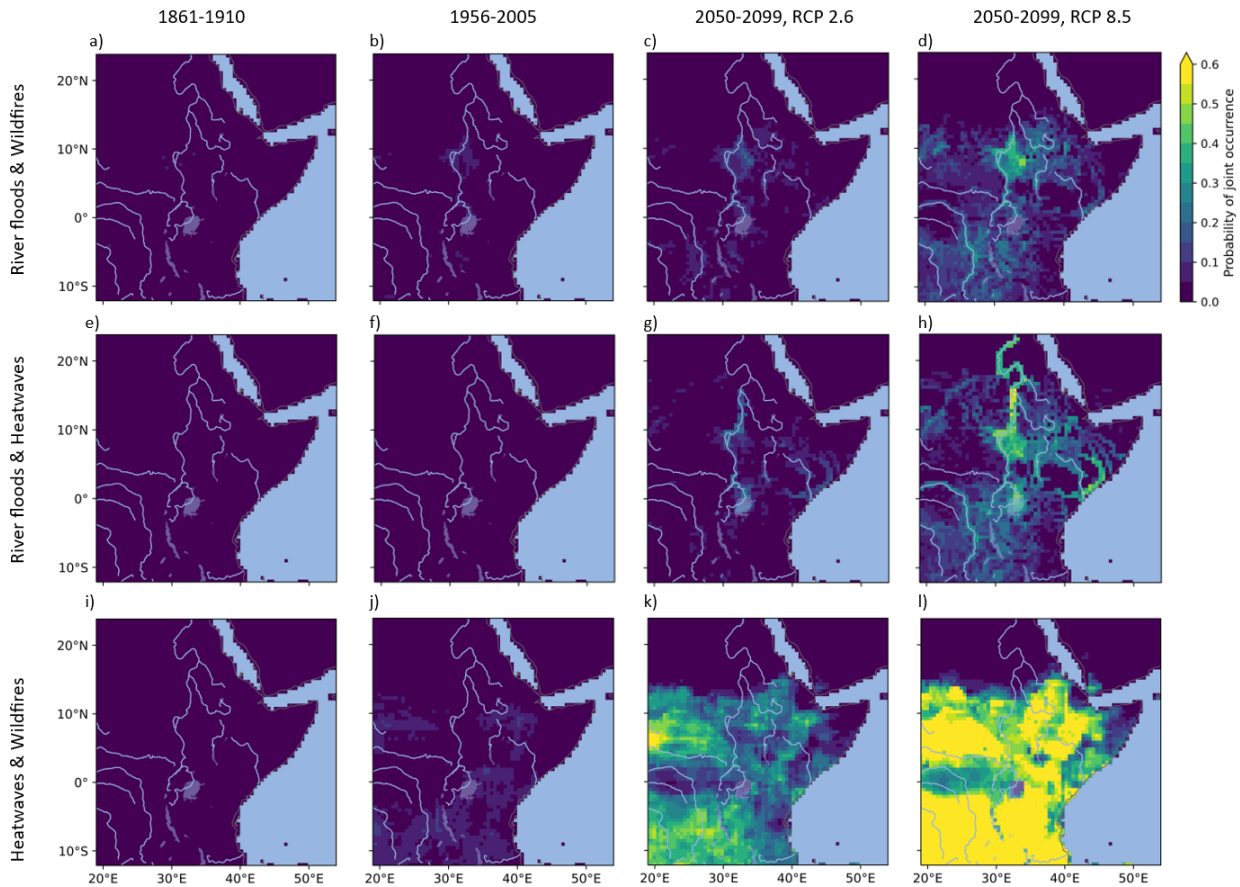 1861-1910
1956-2005
2050-2099, RCP 2.6
2050-2099, RCP 8.5
River floods & Wildfires
a)
b)
c)
d)
20°N
10°N
0°
10°S
0.6
0.5
0.4
0.3
0.2
0.1
0.0
Probability of joint occurrence
River floods & Heatwaves
e)
f)
g)
h)
20°N
10°N
0°
10°S
Heatwaves & Wildfires
i)
j)
k)
l)
20°N
10°N
0°
10°S
20°E 30°E 40°E 50°E
20°E 30°E 40°E 50°E
20°E 30°E 40°E 50°E
20°E 30°E 40°E 50°E